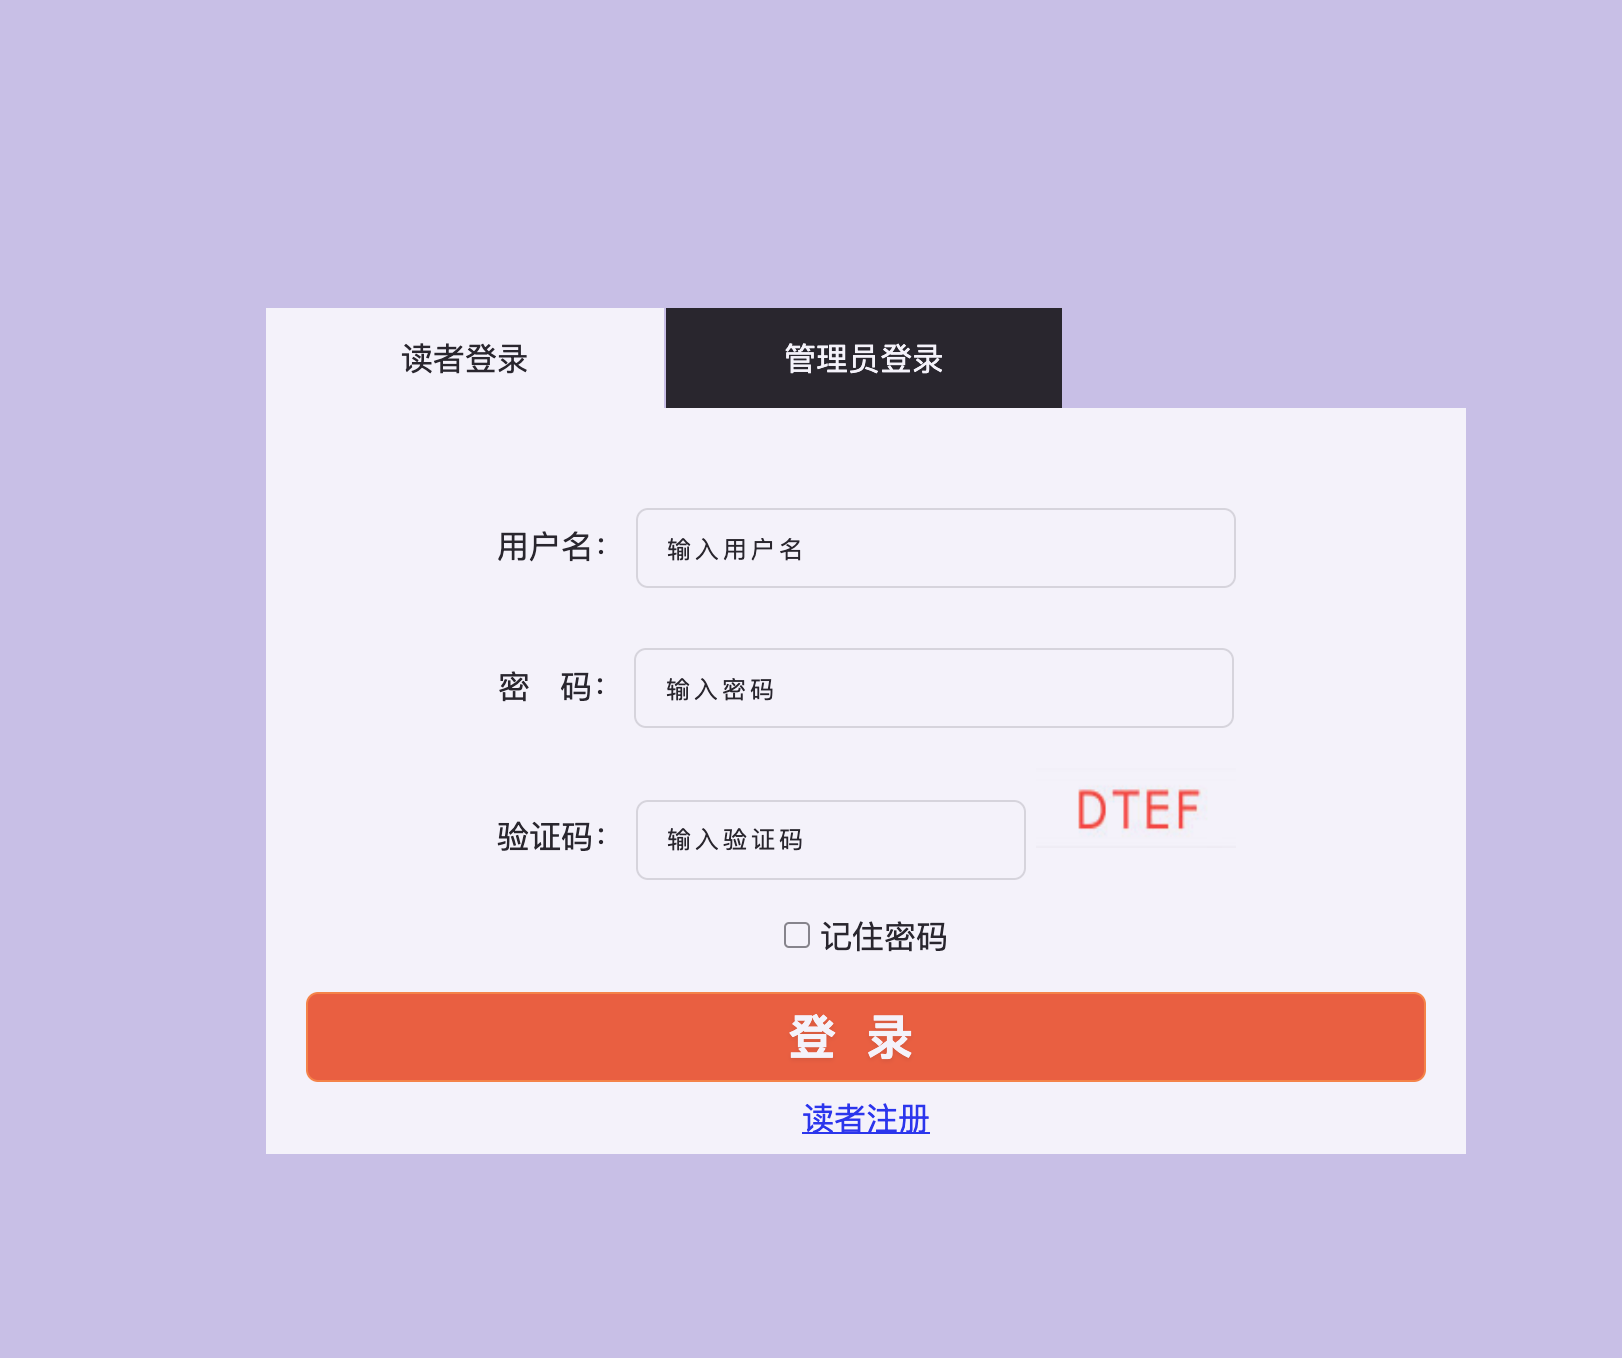 读者登录 管理员登录
用户名： 输入用户名
密 码： 输入密码
验证码： 输入验证码 DTEF
记住密码
登 录
读者注册